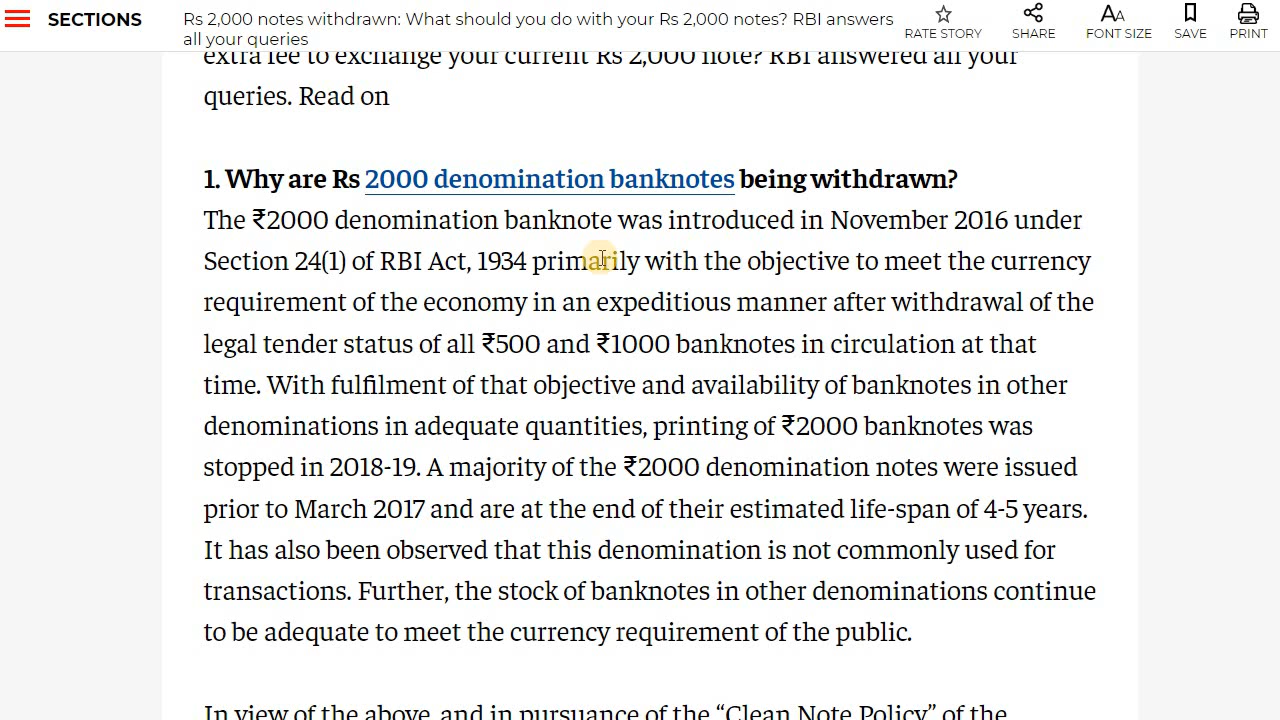 SECTIONS
Rs 2,000 notes withdrawn: What should you do with your Rs 2,000 notes? RBI answers
all your queries
RATE STORY
SHARE
FONT SIZE
SAVE
PRINT
extra fee to exchange your current Rs 2,000 note? RBI answered all your
queries. Read on
1. Why are Rs 2000 denomination banknotes being withdrawn?
The ₹2000 denomination banknote was introduced in November 2016 under
Section 24(1) of RBI Act, 1934 primarily with the objective to meet the currency
requirement of the economy in an expeditious manner after withdrawal of the
legal tender status of all ₹500 and ₹1000 banknotes in circulation at that
time. With fulfilment of that objective and availability of banknotes in other
denominations in adequate quantities, printing of ₹2000 banknotes was
stopped in 2018-19. A majority of the ₹2000 denomination notes were issued
prior to March 2017 and are at the end of their estimated life-span of 4-5 years.
It has also been observed that this denomination is not commonly used for
transactions. Further, the stock of banknotes in other denominations continue
to be adequate to meet the currency requirement of the public.
In view of the above, and in pursuance of the “Clean Note Policy” of the